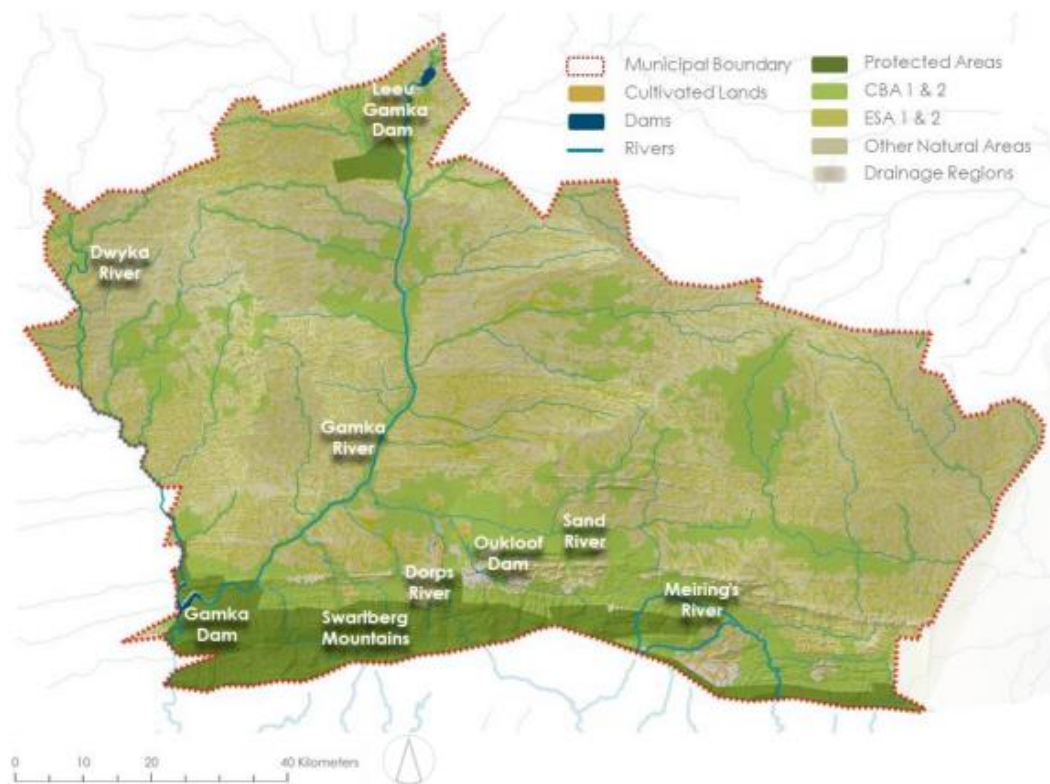 Municipal Boundary
Cultivated Lands
Dams
Rivers
Protected Areas
CBA 1 & 2
ESA 1 & 2
Other Natural Areas
Drainage Regions
Leeu
Gamka
Dam
Dwyka
River
Gamka
River
Sand
River
Oukloof
Dam
Dorps
River
Meiring's
River
Gamka
Dam
Swartberg
Mountains
0 10 20 40 Kilometers